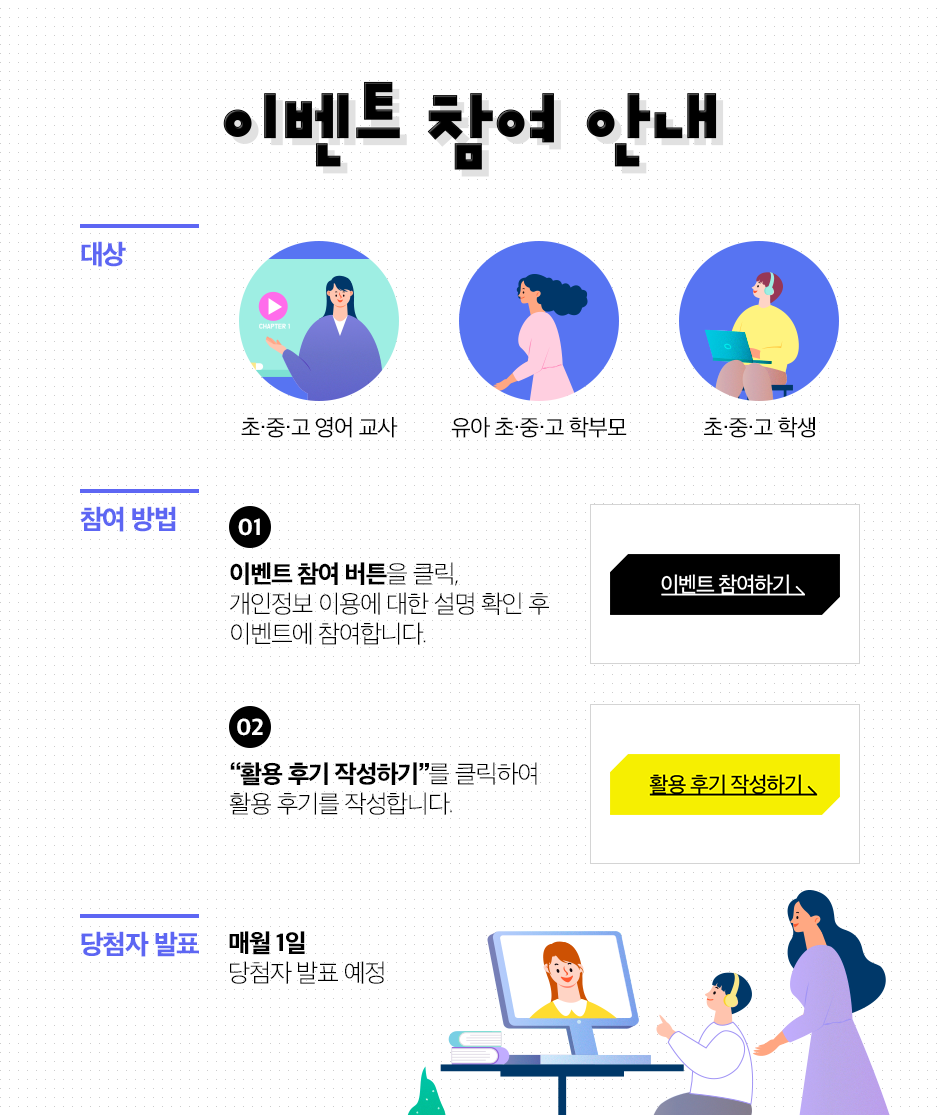 이벤트 참여 안내
대상
CHAPTER 1
초·중·고 영어 교사
유아 초·중·고 학부모
초·중·고 학생
참여 방법
01
이벤트 참여 버튼을 클릭,
개인정보 이용에 대한 설명 확인 후
이벤트에 참여합니다.
이벤트 참여하기
02
“활용 후기 작성하기”를 클릭하여
활용 후기를 작성합니다.
활용 후기 작성하기
당첨자 발표
매월 1일
당첨자 발표 예정